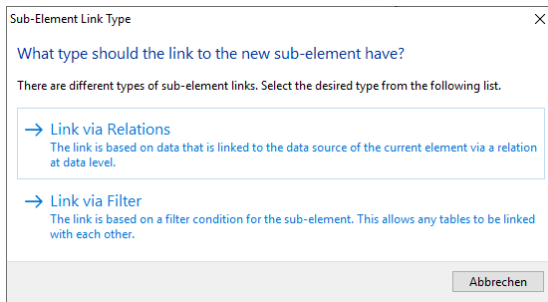 Sub-Element Link Type
What type should the link to the new sub-element have?
There are different types of sub-element links. Select the desired type from the following list.
Link via Relations
The link is based on data that is linked to the data source of the current element via a relation
at data level.
Link via Filter
The link is based on a filter condition for the sub-element. This allows any tables to be linked
with each other.
Abbrechen